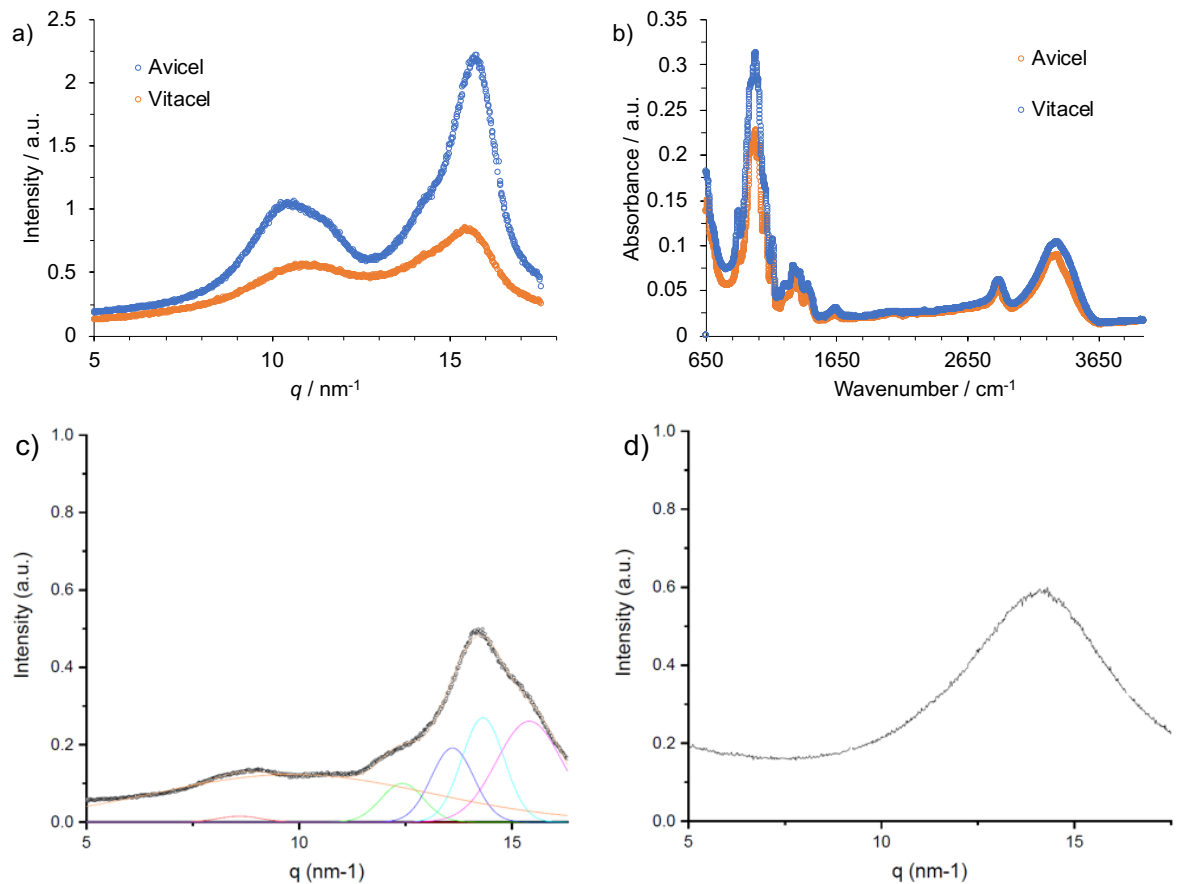 a)
Intensity / a.u.
2.5
2
1.5
1
0.5
0
Avicel
Vitacel
5
10
15
q / nm-1
b)
Absorbance / a.u.
0.35
0.3
0.25
0.2
0.15
0.1
0.05
0
Avicel
Vitacel
650
1650
2650
3650
Wavenumber / cm-1
c)
Intensity (a.u.)
1.0
0.8
0.6
0.4
0.2
0.0
5
10
15
q (nm-1)
d)
Intensity (a.u.)
1.0
0.8
0.6
0.4
0.2
0.0
5
10
15
q (nm-1)